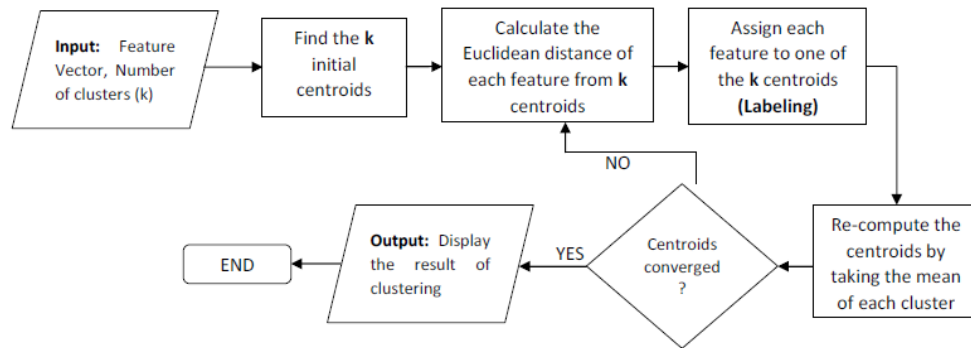 Input: Feature
Vector, Number
of clusters (k)
Find the k
initial
centroids
Calculate the
Euclidean distance of
each feature from k
centroids
Assign each
feature to one of
the k centroids
(Labeling)
Re-compute the
centroids by
taking the mean
of each cluster
Centroids
converged
?
NO
YES
Output: Display
the result of
clustering
END